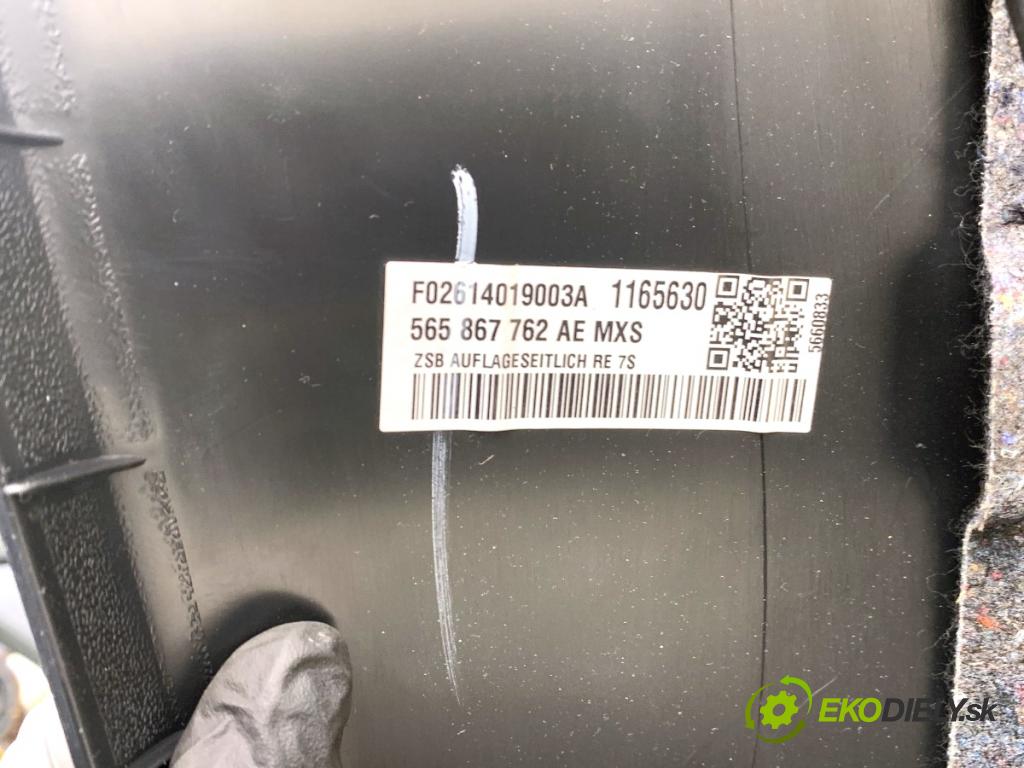 F02614019003A 1165630
565 867 762 AE MXS
ZSB AUFLAGESEITLICH RE 7S
5660833
EKODIELY.sk